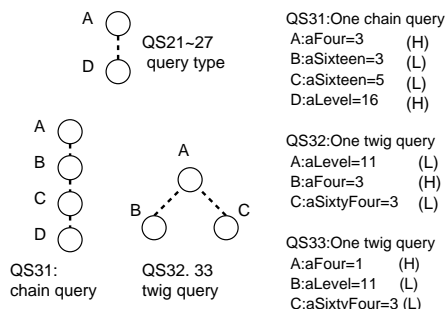 A
D
QS21~27
query type
A
B
C
D
QS31:
chain query
A
B
C
QS32. 33
twig query
QS31:One chain query
A:aFour=3 (H)
B:aSixteen=3 (L)
C:aSixteen=5 (L)
D:aLevel=16 (H)
QS32:One twig query
A:aLevel=11 (L)
B:aFour=3 (H)
C:aSixtyFour=3 (L)
QS33:One twig query
A:aFour=1 (H)
B:aLevel=11 (L)
C:aSixtyFour=3 (L)